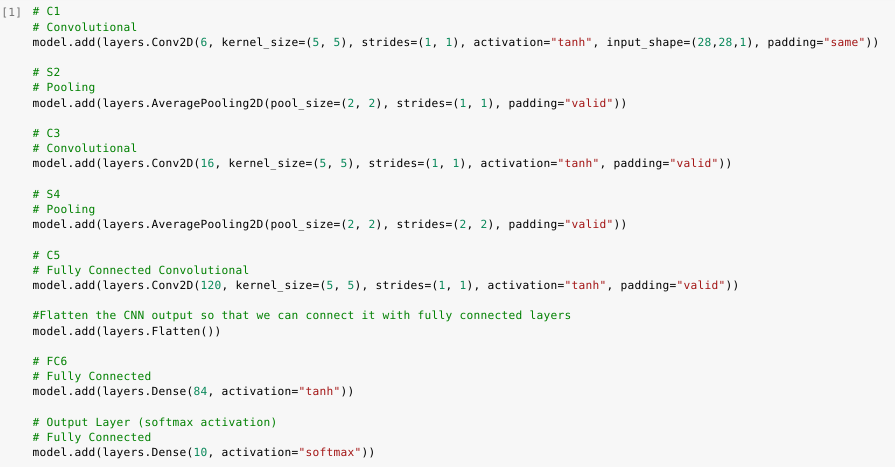 [1] # C1
# Convolutional
model.add(layers.Conv2D(6, kernel_size=(5, 5), strides=(1, 1), activation="tanh", input_shape=(28,28,1), padding="same"))
# S2
# Pooling
model.add(layers.AveragePooling2D(pool_size=(2, 2), strides=(1, 1), padding="valid"))
# C3
# Convolutional
model.add(layers.Conv2D(16, kernel_size=(5, 5), strides=(1, 1), activation="tanh", padding="valid"))
# S4
# Pooling
model.add(layers.AveragePooling2D(pool_size=(2, 2), strides=(2, 2), padding="valid"))
# C5
# Fully Connected Convolutional
model.add(layers.Conv2D(120, kernel_size=(5, 5), strides=(1, 1), activation="tanh", padding="valid"))
#Flatten the CNN output so that we can connect it with fully connected layers
model.add(layers.Flatten())
# FC6
# Fully Connected
model.add(layers.Dense(84, activation="tanh"))
# Output Layer (softmax activation)
# Fully Connected
model.add(layers.Dense(10, activation="softmax"))